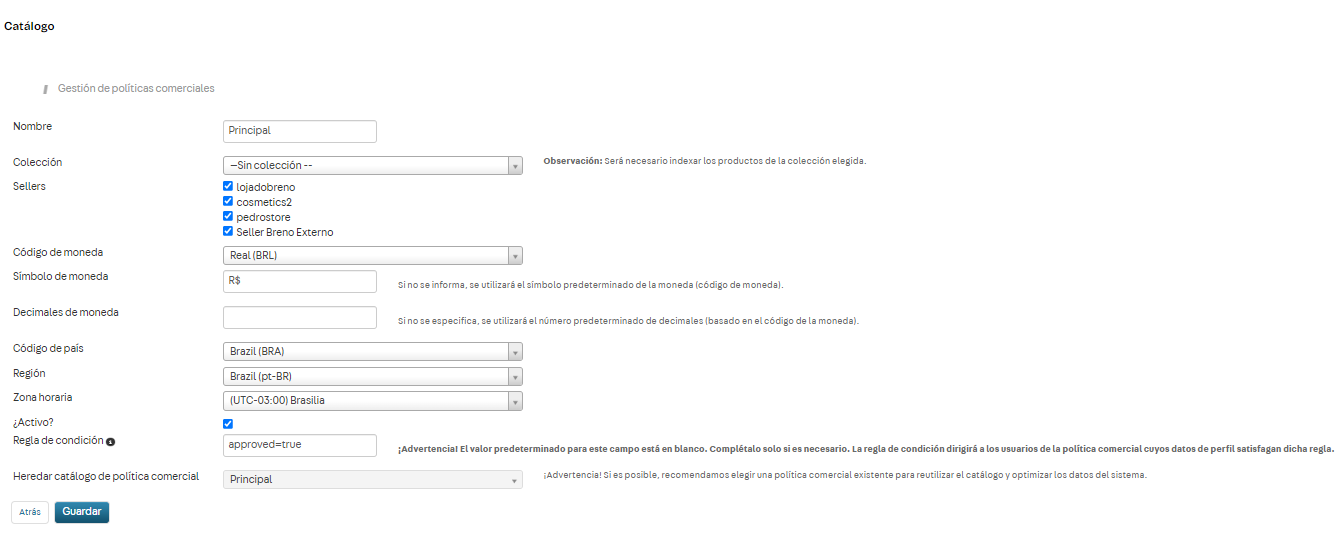 Catálogo
Gestión de políticas comerciales
Nombre
Principal
Colección
--Sin colección --
Observación: Será necesario indexar los productos de la colección elegida.
Sellers
lojadobreno
cosmetics2
pedrostore
Seller Breno Externo
Código de moneda
Real (BRL)
Símbolo de moneda
R$
Si no se informa, se utilizará el símbolo predeterminado de la moneda (código de moneda).
Decimales de moneda
Si no se especifica, se utilizará el número predeterminado de decimales (basado en el código de la moneda).
Código de país
Brazil (BRA)
Región
Brazil (pt-BR)
Zona horaria
(UTC-03:00) Brasilia
¿Activo?
Regla de condición
approved=true
¡Advertencia! El valor predeterminado para este campo está en blanco. Complétalo solo si es necesario. La regla de condición dirigirá a los usuarios de la política comercial cuyos datos de perfil satisfagan dicha regla.
Heredar catálogo de política comercial
Principal
¡Advertencia! Si es posible, recomendamos elegir una política comercial existente para reutilizar el catálogo y optimizar los datos del sistema.
Atrás
Guardar